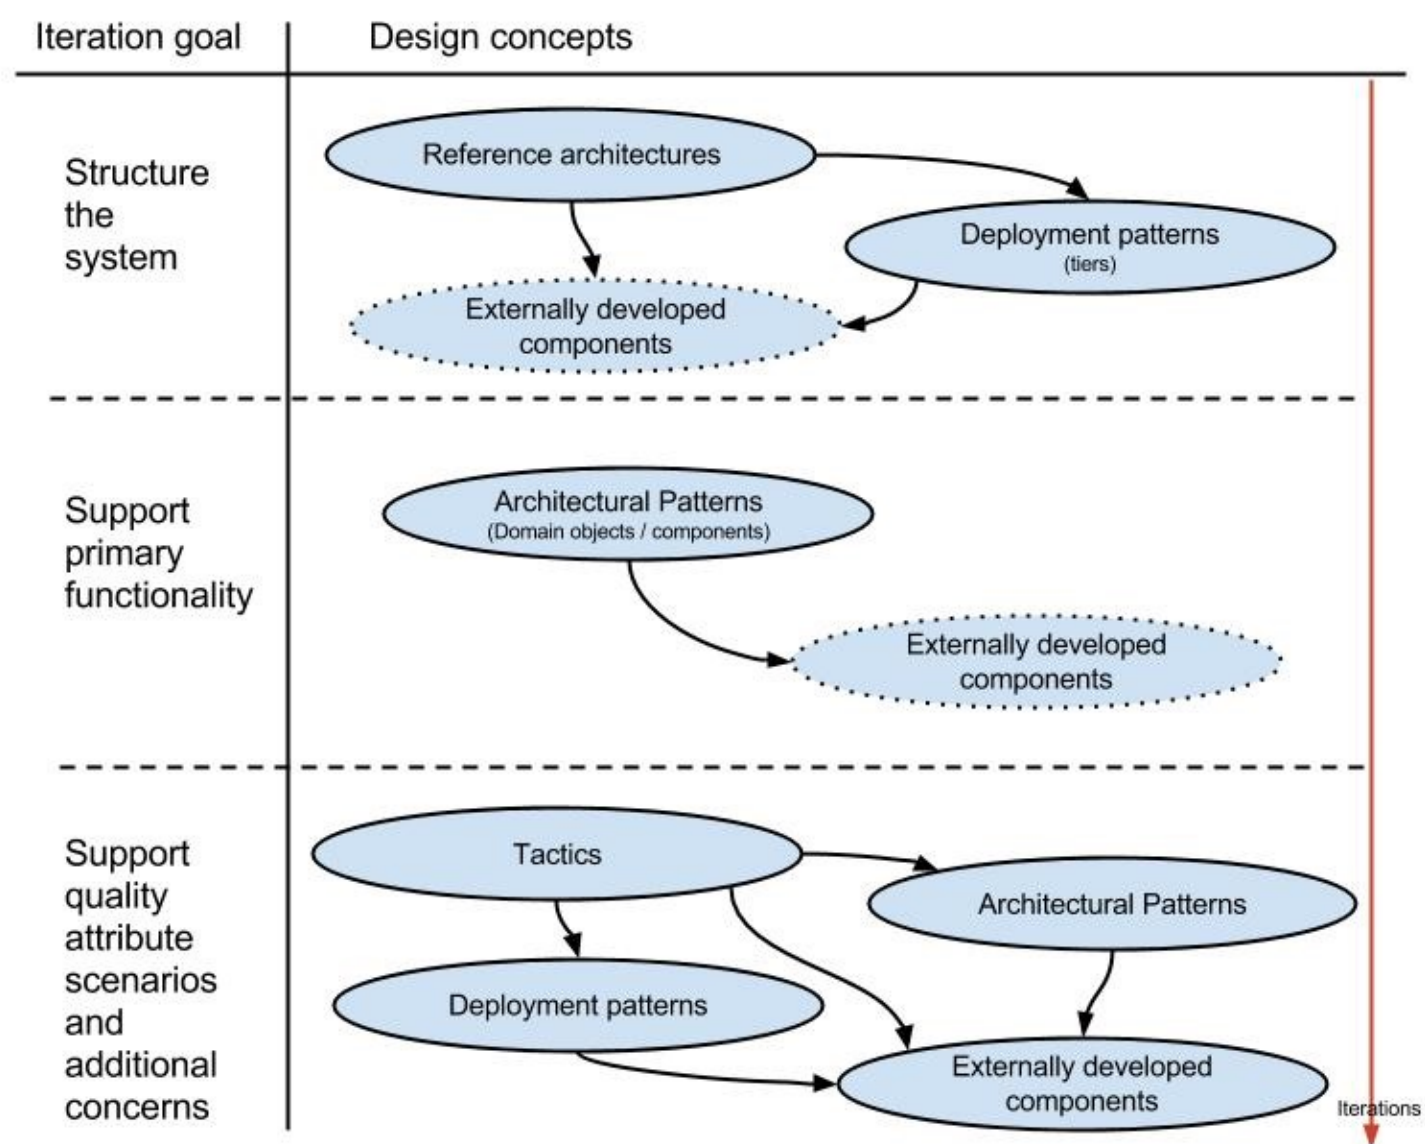 Iteration goal
Design concepts
Structure
the
system
Reference architectures
Deployment patterns
(tiers)
Externally developed
components
Support
primary
functionality
Architectural Patterns
(Domain objects / components)
Externally developed
components
Support
quality
attribute
scenarios
and
additional
concerns
Tactics
Architectural Patterns
Deployment patterns
Externally developed
components
Iterations